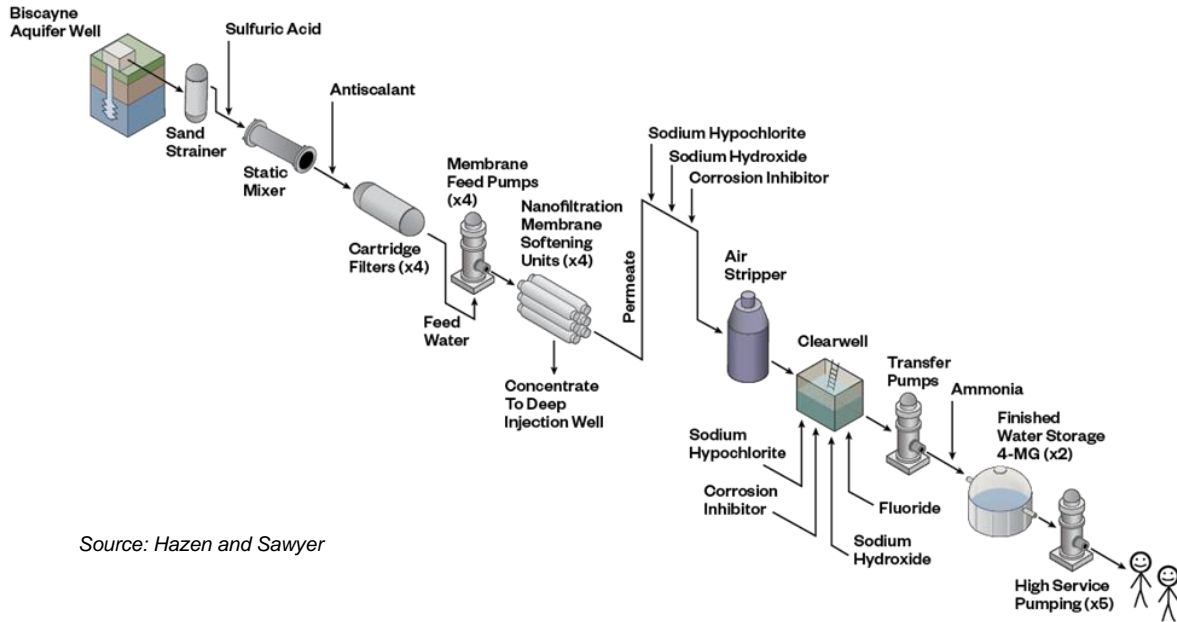 Biscayne
Aquifer Well
Sulfuric Acid
Sand
Strainer
Antiscalant
Static
Mixer
Cartridge
Filters (x4)
Membrane
Feed Pumps
(x4)
Feed
Water
Nanofiltration
Membrane
Softening
Units (x4)
Concentrate
To Deep
Injection Well
Permeate
Sodium Hypochlorite
Sodium Hydroxide
Corrosion Inhibitor
Air
Stripper
Clearwell
Sodium
Hypochlorite
Corrosion
Inhibitor
Sodium
Hydroxide
Fluoride
Transfer
Pumps
Ammonia
Finished
Water Storage
4-MG (x2)
High Service
Pumping (x5)
Source: Hazen and Sawyer